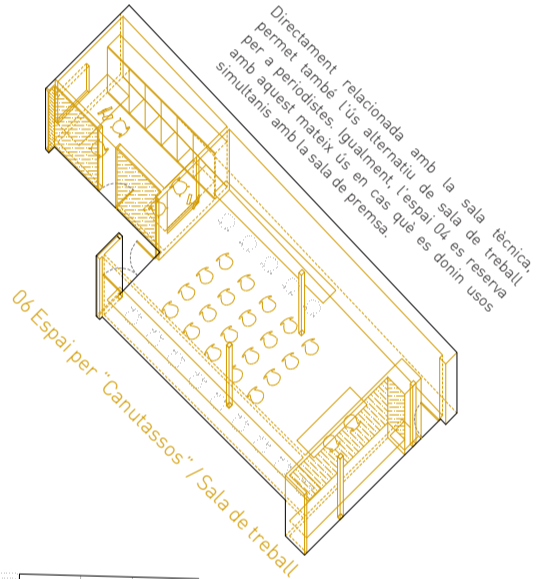 Directament relacionada amb la sala tècnica,
permet també l'ús alternatiu de sala de treball
per a periodistes. Igualment, l'espai 04 es reserva
amb aquest mateix ús en cas què es donin usos
simultanis amb la sala de premsa.
06 Espai per "Canutassos" / Sala de treball